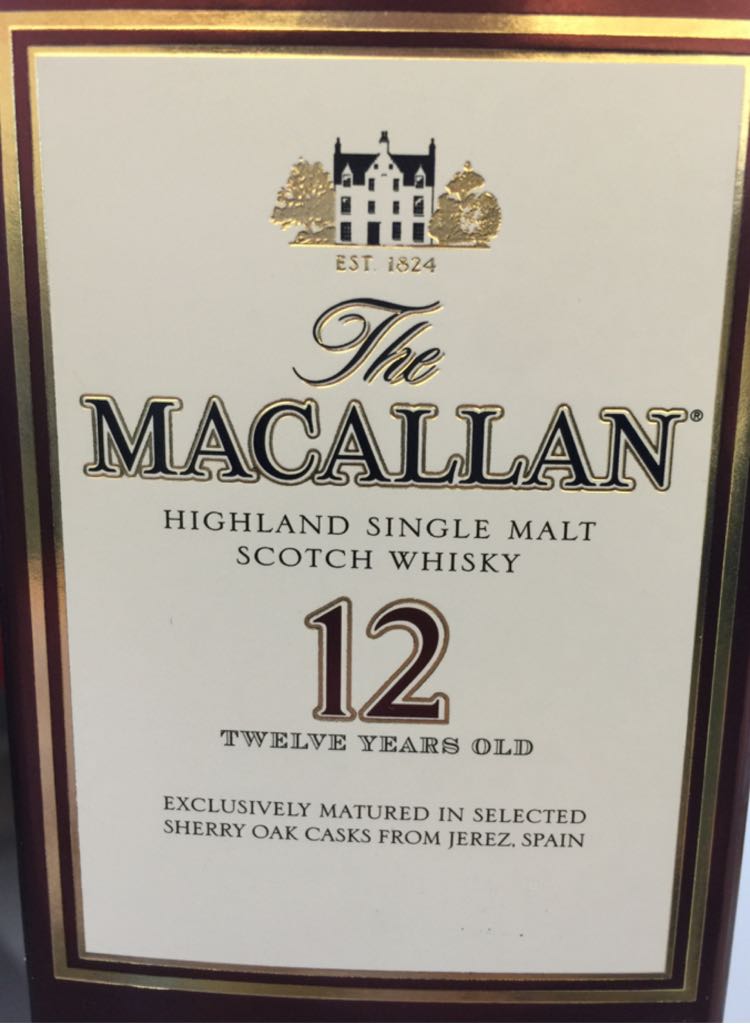 EST. 1824
The
MACALLAN®
HIGHLAND SINGLE MALT
SCOTCH WHISKY
12
TWELVE YEARS OLD
EXCLUSIVELY MATURED IN SELECTED
SHERRY OAK CASKS FROM JEREZ, SPAIN